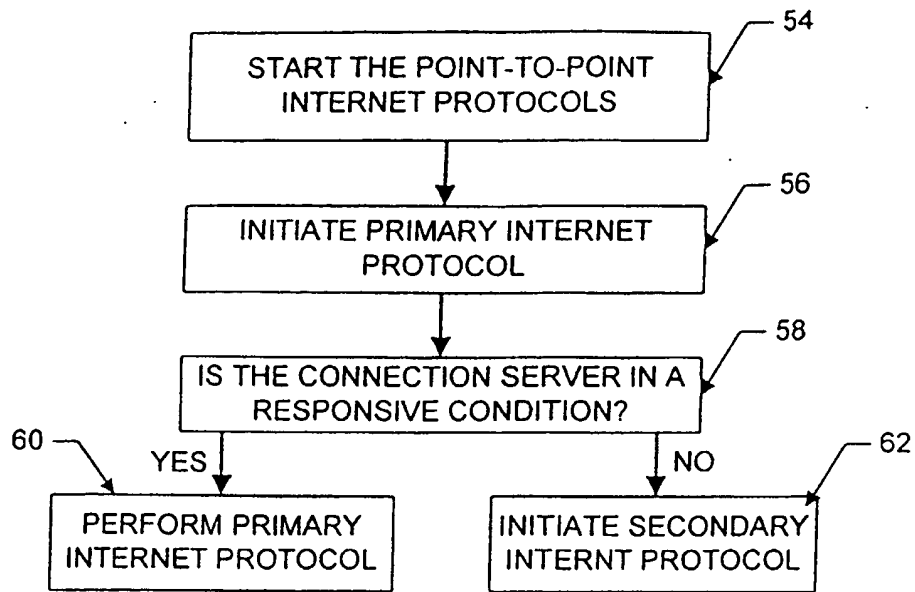 54
START THE POINT-TO-POINT
INTERNET PROTOCOLS
56
INITIATE PRIMARY INTERNET
PROTOCOL
58
IS THE CONNECTION SERVER IN A
RESPONSIVE CONDITION?
60
YES
NO
62
PERFORM PRIMARY
INTERNET PROTOCOL
INITIATE SECONDARY
INTERNT PROTOCOL